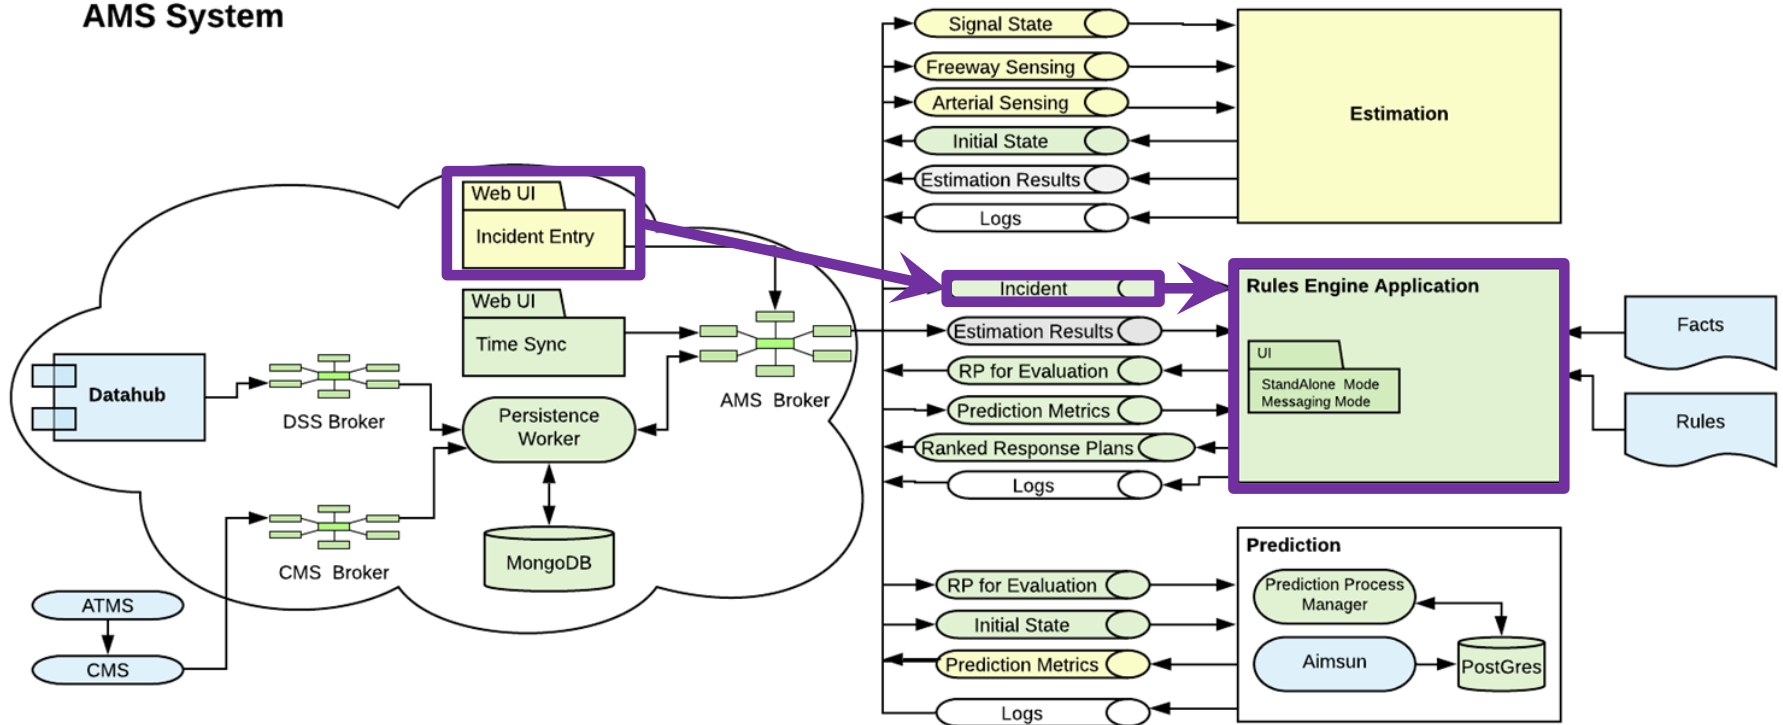 AMS System
Signal State
Freeway Sensing
Arterial Sensing
Initial State
Estimation Results
Logs
Estimation
Web UI
Incident Entry
Web UI
Time Sync
Datahub
DSS Broker
Persistence
Worker
AMS Broker
MongoDB
CMS Broker
ATMS
CMS
Incident
Estimation Results
RP for Evaluation
Prediction Metrics
Ranked Response Plans
Logs
Rules Engine Application
UI
StandAlone Mode
Messaging Mode
Facts
Rules
RP for Evaluation
Initial State
Prediction Metrics
Logs
Prediction
Prediction Process
Manager
Aimsun
PostGres